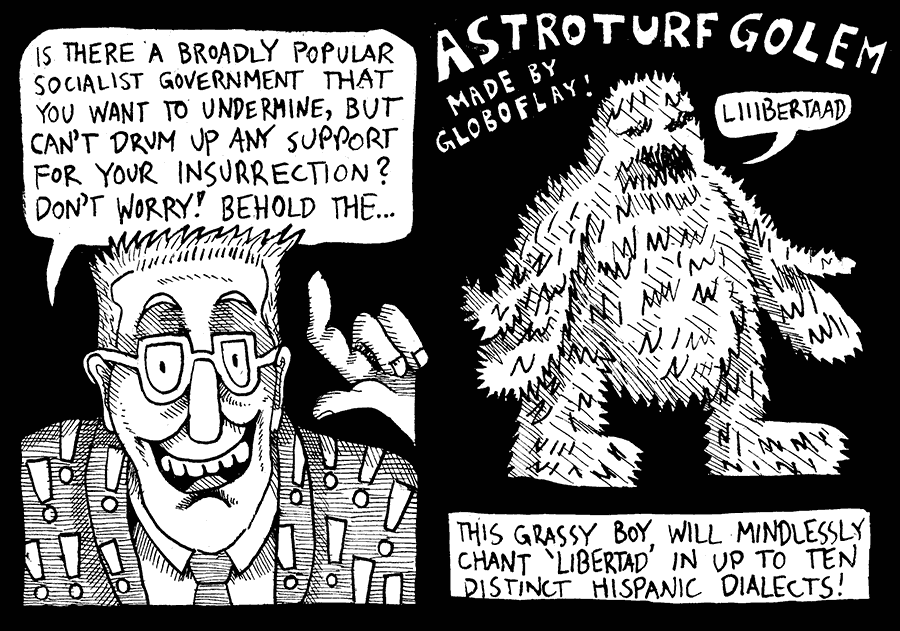 IS THERE A BROADLY POPULAR
SOCIALIST GOVERNMENT THAT
YOU WANT TO UNDERMINE, BUT
CAN'T DRUM UP ANY SUPPORT
FOR YOUR INSURRECTION?
DON'T WORRY! BEHOLD THE...
ASTROTURF GOLEM
MADE BY
GLOBOFLAY!
LIIIBERTAAD
THIS GRASSY BOY WILL MINDLESSLY
CHANT 'LIBERTAD' IN UP TO TEN
DISTINCT HISPANIC DIALECTS!